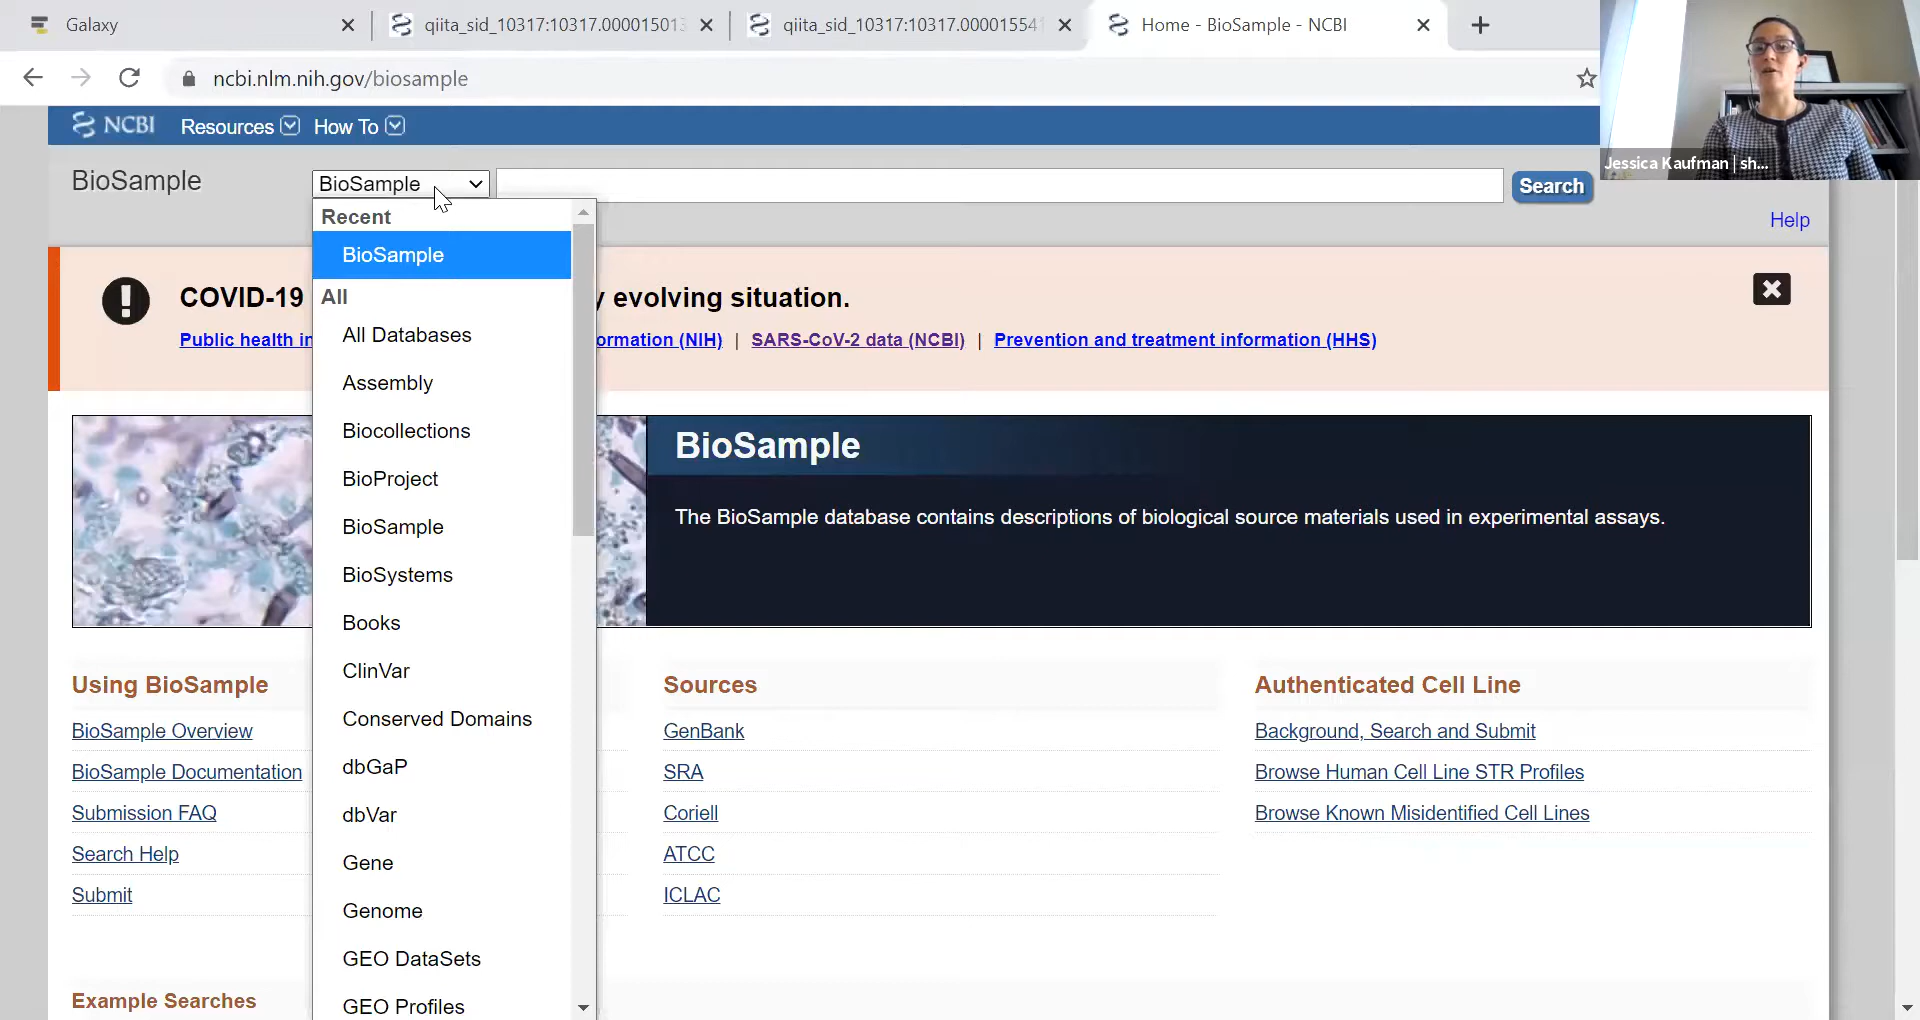 Galaxy
qiita_sid_10317:10317.00001501
qiita_sid_10317:10317.000015541
Home - BioSample - NCBI
ncbi.nlm.nih.gov/biosample
Jessica Kaufman | sh...
NCBI Resources How To
BioSample
BioSample
Search
Help
Recent
BioSample
All
All Databases
Assembly
Biocollections
BioProject
BioSample
BioSystems
Books
ClinVar
Conserved Domains
dbGaP
dbVar
Gene
Genome
GEO DataSets
GEO Profiles
COVID-19 y evolving situation.
Public health in ormation (NIH) | SARS-CoV-2 data (NCBI) | Prevention and treatment information (HHS)
BioSample
The BioSample database contains descriptions of biological source materials used in experimental assays.
Using BioSample
BioSample Overview
BioSample Documentation
Submission FAQ
Search Help
Submit
Sources
GenBank
SRA
Coriell
ATCC
ICLAC
Authenticated Cell Line
Background, Search and Submit
Browse Human Cell Line STR Profiles
Browse Known Misidentified Cell Lines
Example Searches